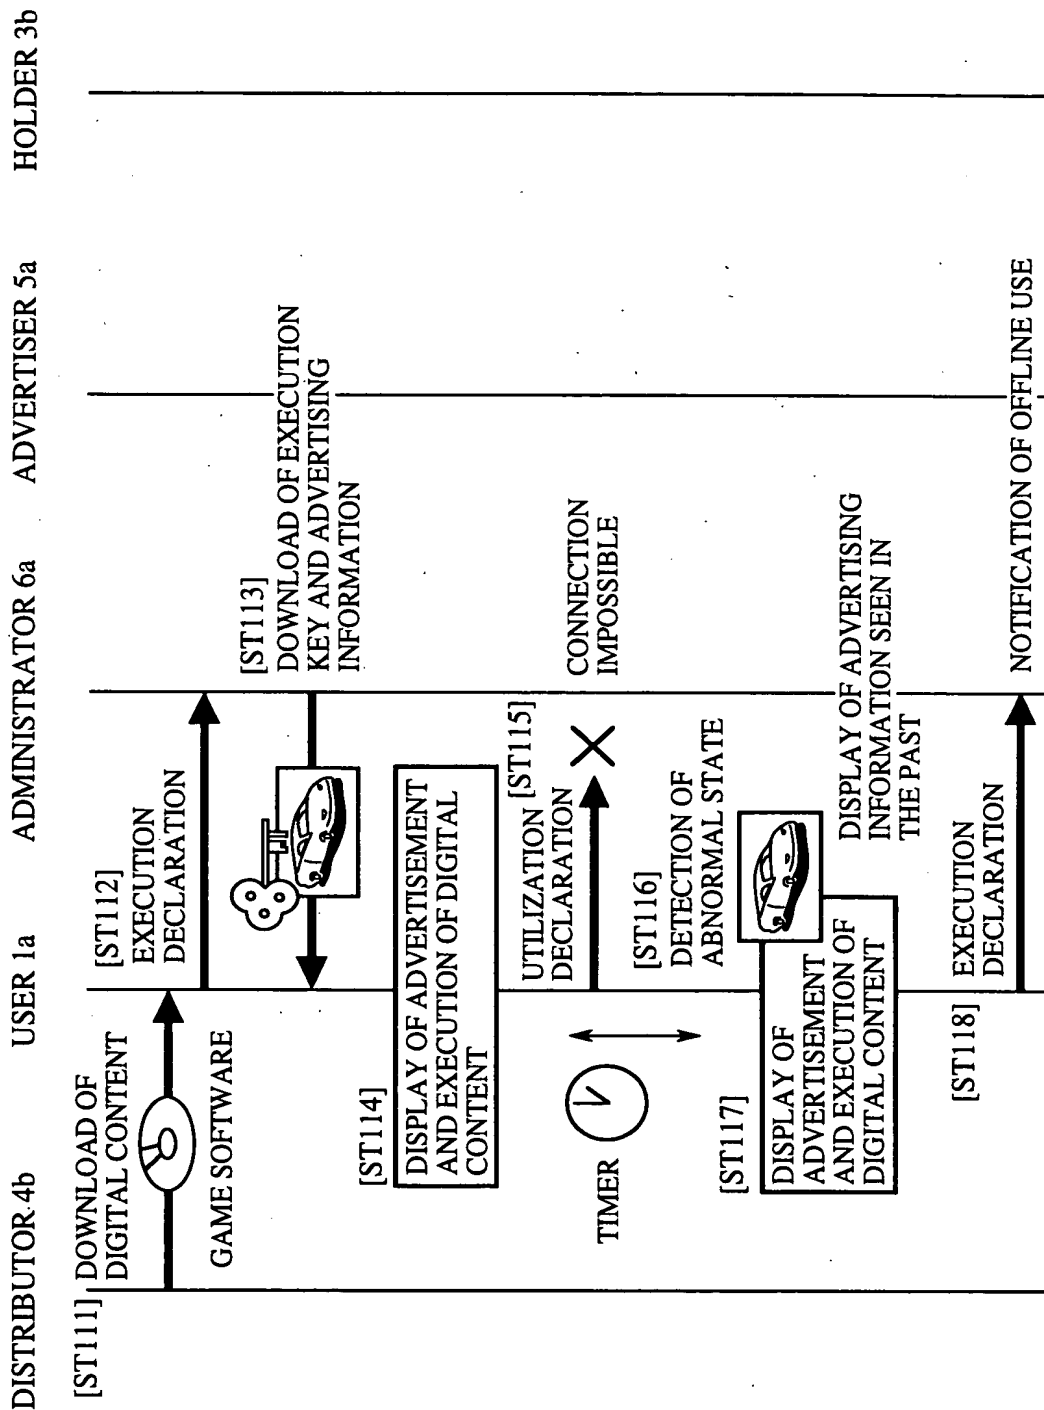 DISTRIBUTOR 4b
USER 1a
ADMINISTRATOR 6a
ADVERTISER 5a
HOLDER 3b
[ST111]
DOWNLOAD OF
DIGITAL CONTENT
GAME SOFTWARE
[ST112]
EXECUTION
DECLARATION
[ST113]
DOWNLOAD OF EXECUTION
KEY AND ADVERTISING
INFORMATION
[ST114]
DISPLAY OF ADVERTISEMENT
AND EXECUTION OF DIGITAL
CONTENT
UTILIZATION
DECLARATION
[ST115]
CONNECTION
IMPOSSIBLE
TIMER
[ST116]
DETECTION OF
ABNORMAL STATE
[ST117]
DISPLAY OF
ADVERTISEMENT
AND EXECUTION OF
DIGITAL CONTENT
DISPLAY OF ADVERTISING
INFORMATION SEEN IN
THE PAST
[ST118]
EXECUTION
DECLARATION
NOTIFICATION OF OFFLINE USE